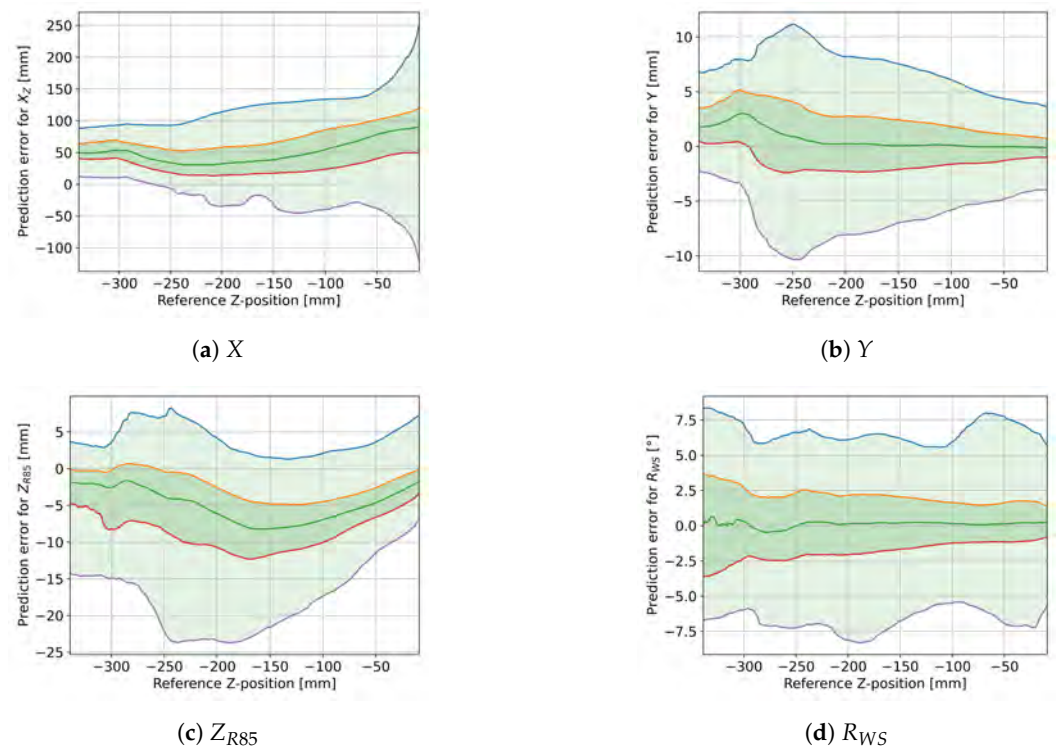 Prediction error for X_Z [mm]
250
200
150
100
50
0
−50
−100
−300 −250 −200 −150 −100 −50
Reference Z-position [mm]
(a) X
Prediction error for Y [mm]
10
5
0
−5
−10
−300 −250 −200 −150 −100 −50
Reference Z-position [mm]
(b) Y
Prediction error for Z_R85 [mm]
5
0
−5
−10
−15
−20
−25
−300 −250 −200 −150 −100 −50
Reference Z-position [mm]
(c) Z_R85
Prediction error for R_WS [°]
7.5
5.0
2.5
0.0
−2.5
−5.0
−7.5
−300 −250 −200 −150 −100 −50
Reference Z-position [mm]
(d) R_WS